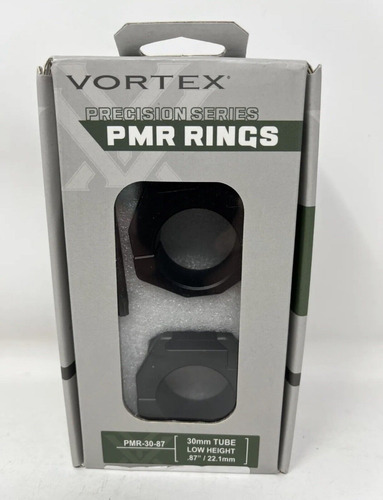 VORTEX®
PRECISION SERIES
PMR RINGS
PMR-30-87
30mm TUBE
LOW HEIGHT
.87" / 22.1mm